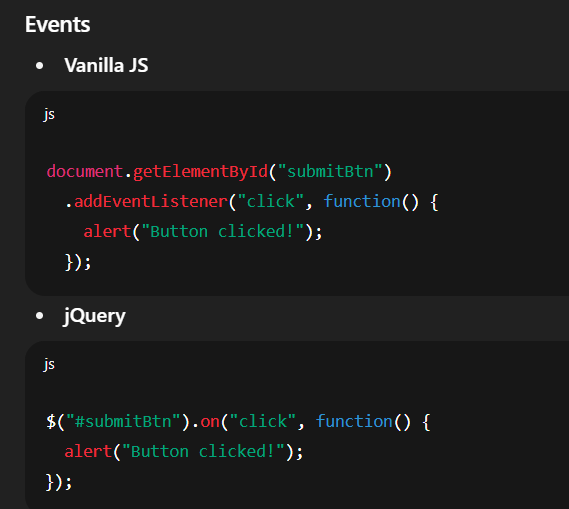 Events
• Vanilla JS
js
document.getElementById("submitBtn")
  .addEventListener("click", function() {
    alert("Button clicked!");
  });
• jQuery
js
$("#submitBtn").on("click", function() {
  alert("Button clicked!");
});